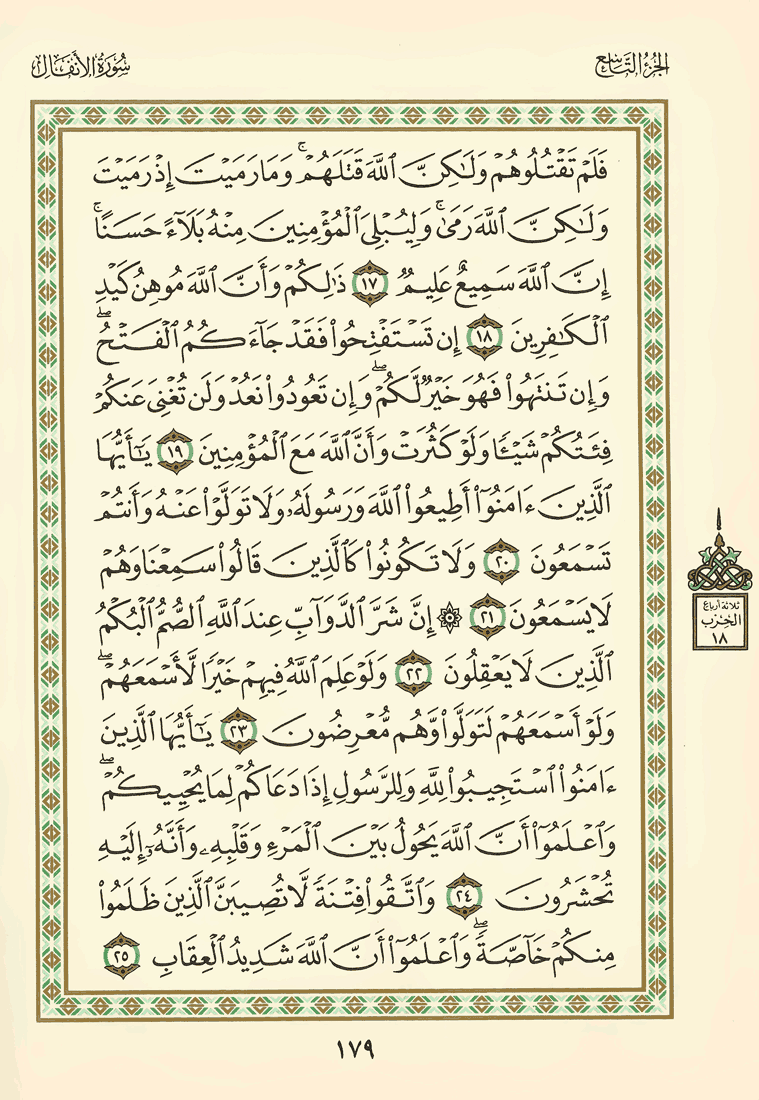 الجزء التاسع
سورة الأنفال
فَلَمْ تَقْتُلُوهُمْ وَلَٰكِنَّ ٱللَّهَ قَتَلَهُمْ ۚ وَمَا رَمَيْتَ إِذْ رَمَيْتَ
وَلَٰكِنَّ ٱللَّهَ رَمَىٰ ۚ وَلِيُبْلِيَ ٱلْمُؤْمِنِينَ مِنْهُ بَلَآءً حَسَنًا ۚ
إِنَّ ٱللَّهَ سَمِيعٌ عَلِيمٌ ١٧ ذَٰلِكُمْ وَأَنَّ ٱللَّهَ مُوهِنُ كَيْدِ
ٱلْكَٰفِرِينَ ١٨ إِن تَسْتَفْتِحُوا۟ فَقَدْ جَآءَكُمُ ٱلْفَتْحُ ۖ
وَإِن تَنتَهُوا۟ فَهُوَ خَيْرٌ لَّكُمْ ۖ وَإِن تَعُودُوا۟ نَعُدْ وَلَن تُغْنِىَ عَنكُمْ
فِئَتُكُمْ شَيْـًٔا وَلَوْ كَثُرَتْ وَأَنَّ ٱللَّهَ مَعَ ٱلْمُؤْمِنِينَ ١٩ يَٰٓأَيُّهَا
ٱلَّذِينَ ءَامَنُوٓا۟ أَطِيعُوا۟ ٱللَّهَ وَرَسُولَهُۥ وَلَا تَوَلَّوْا۟ عَنْهُ وَأَنتُمْ
تَسْمَعُونَ ٢٠ وَلَا تَكُونُوا۟ كَٱلَّذِينَ قَالُوا۟ سَمِعْنَا وَهُمْ
لَا يَسْمَعُونَ ٢١ ۞ إِنَّ شَرَّ ٱلدَّوَآبِّ عِندَ ٱللَّهِ ٱلصُّمُّ ٱلْبُكْمُ
ٱلَّذِينَ لَا يَعْقِلُونَ ٢٢ وَلَوْ عَلِمَ ٱللَّهُ فِيهِمْ خَيْرًا لَّأَسْمَعَهُمْ ۖ
وَلَوْ أَسْمَعَهُمْ لَتَوَلَّوا۟ وَّهُم مُّعْرِضُونَ ٢٣ يَٰٓأَيُّهَا ٱلَّذِينَ
ءَامَنُوا۟ ٱسْتَجِيبُوا۟ لِلَّهِ وَلِلرَّسُولِ إِذَا دَعَاكُمْ لِمَا يُحْيِيكُمْ ۖ
وَٱعْلَمُوٓا۟ أَنَّ ٱللَّهَ يَحُولُ بَيْنَ ٱلْمَرْءِ وَقَلْبِهِۦ وَأَنَّهُۥٓ إِلَيْهِ
تُحْشَرُونَ ٢٤ وَٱتَّقُوا۟ فِتْنَةً لَّا تُصِيبَنَّ ٱلَّذِينَ ظَلَمُوا۟
مِنكُمْ خَآصَّةً ۖ وَٱعْلَمُوٓا۟ أَنَّ ٱللَّهَ شَدِيدُ ٱلْعِقَابِ ٢٥
ثلاثة أرباع
الحزب
١٨
١٧٩